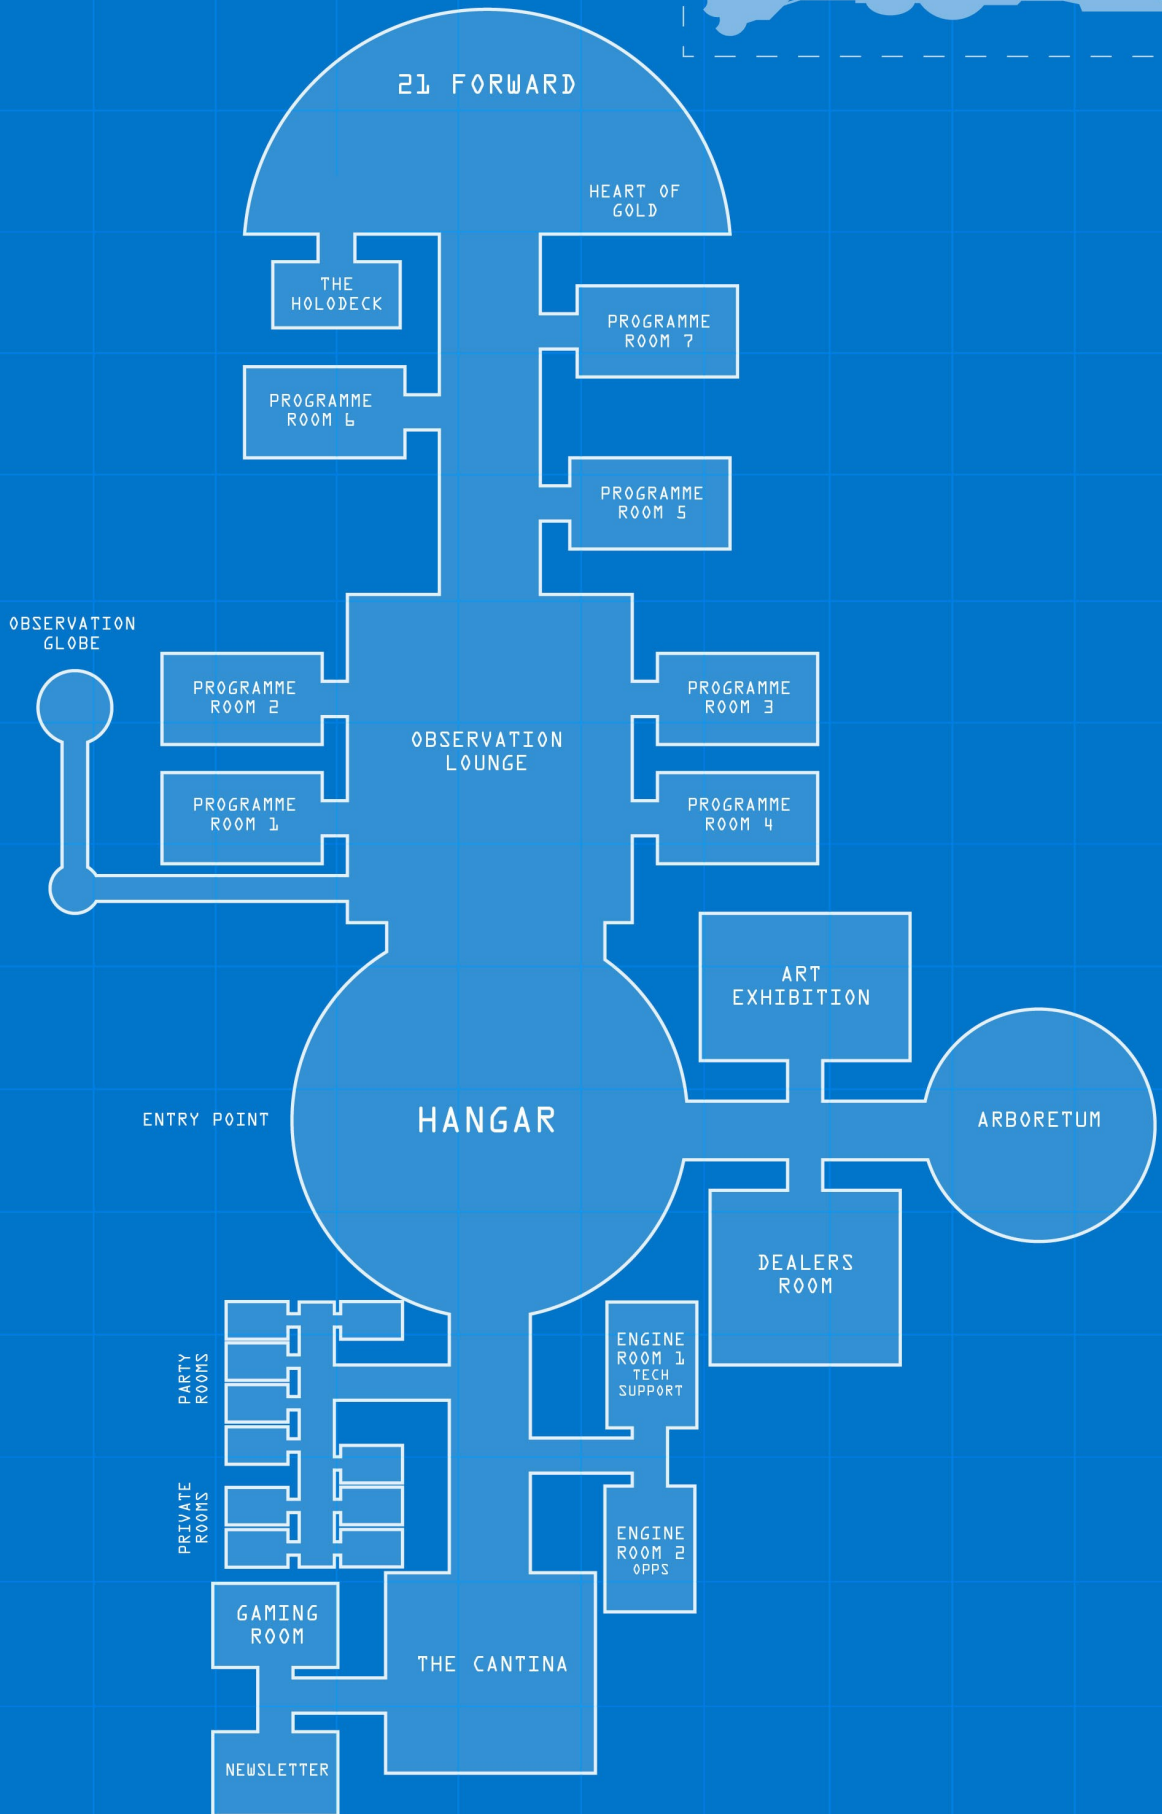 21 FORWARD
HEART OF
GOLD
THE
HOLODECK
PROGRAMME
ROOM 7
PROGRAMME
ROOM 6
PROGRAMME
ROOM 5
OBSERVATION
GLOBE
PROGRAMME
ROOM 2
PROGRAMME
ROOM 3
OBSERVATION
LOUNGE
PROGRAMME
ROOM 1
PROGRAMME
ROOM 4
ART
EXHIBITION
ENTRY POINT
HANGAR
ARBORETUM
DEALERS
ROOM
PARTY
ROOMS
ENGINE
ROOM 1
TECH
SUPPORT
PRIVATE
ROOMS
ENGINE
ROOM 2
OPPS
GAMING
ROOM
THE CANTINA
NEWSLETTER